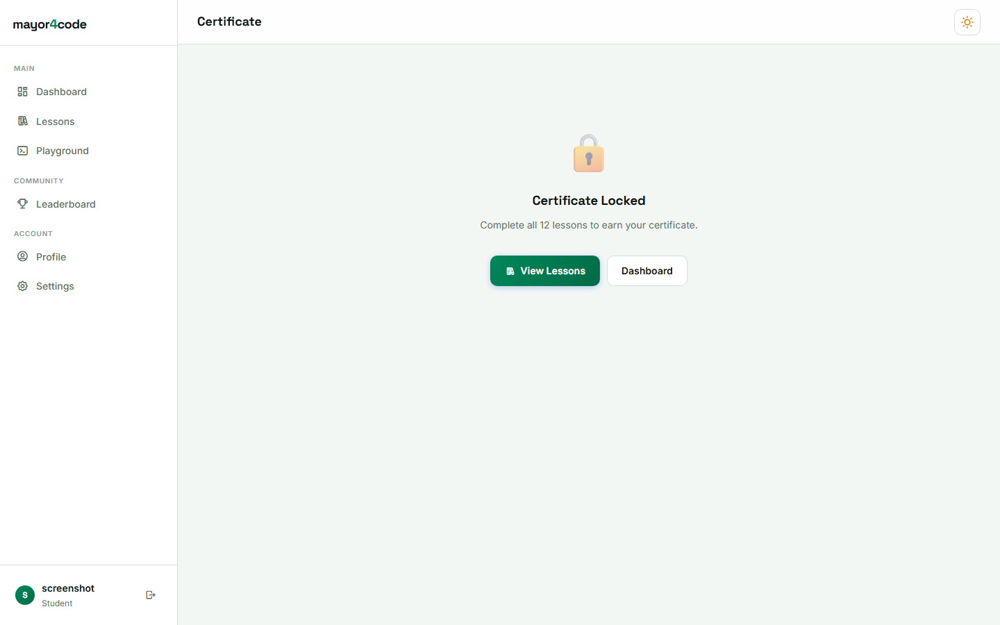 mayor4code
MAIN
Dashboard
Lessons
Playground
COMMUNITY
Leaderboard
ACCOUNT
Profile
Settings
S
screenshot
Student
Certificate
Certificate Locked
Complete all 12 lessons to earn your certificate.
View Lessons
Dashboard